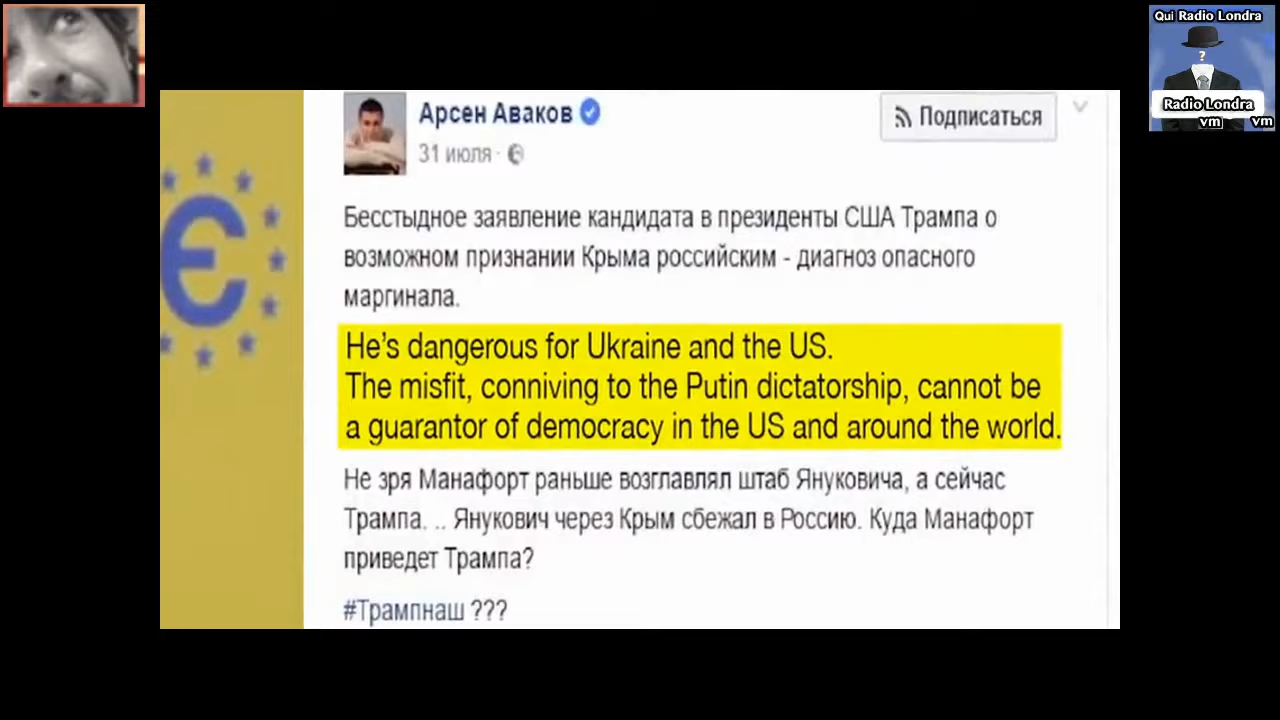 Qui Radio Londra
?
Radio Londra
vm
vm
Арсен Аваков
Подписаться
31 июля ·
Бесстыдное заявление кандидата в президенты США Трампа о
возможном признании Крыма российским - диагноз опасного
маргинала.
He's dangerous for Ukraine and the US.
The misfit, conniving to the Putin dictatorship, cannot be
a guarantor of democracy in the US and around the world.
Не зря Манафорт раньше возглавлял штаб Януковича, а сейчас
Трампа. .. Янукович через Крым сбежал в Россию. Куда Манафорт
приведет Трампа?
#Трампнаш ???
Є